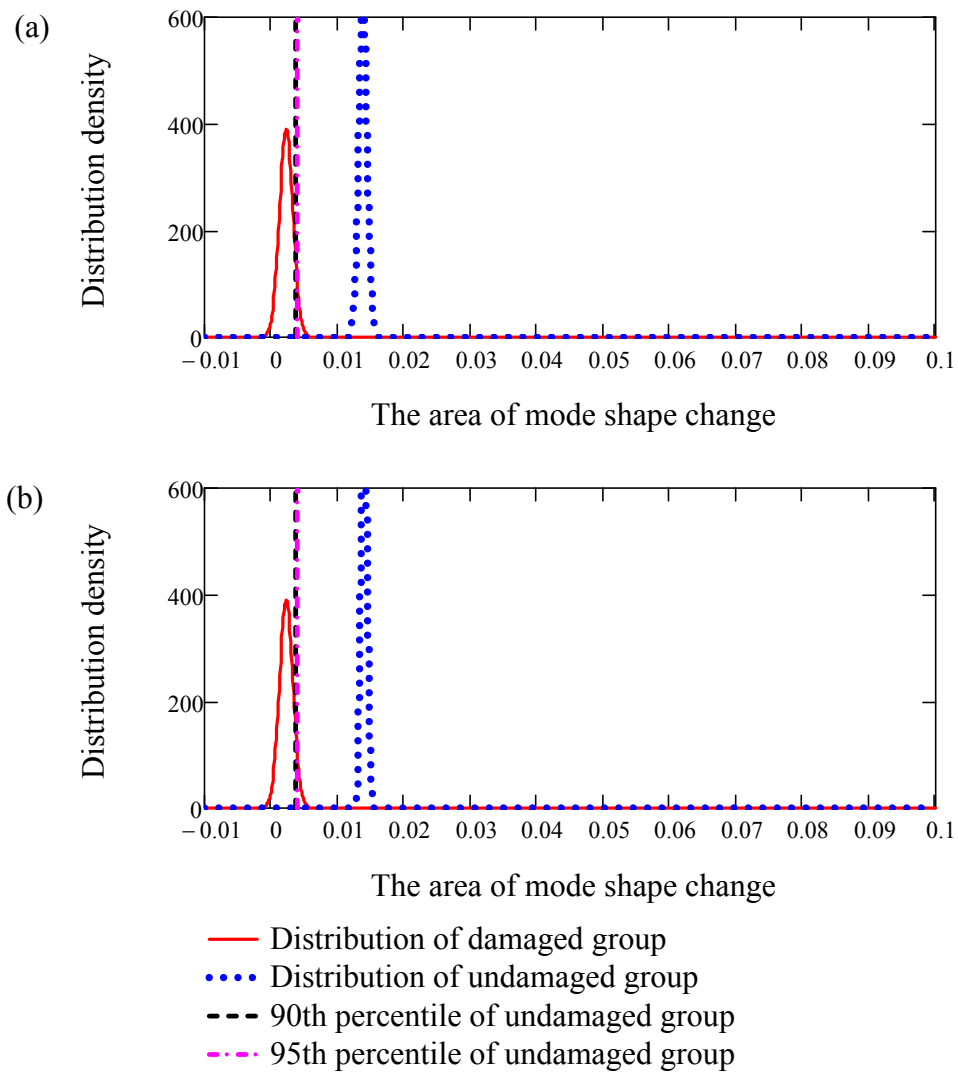 (a)
Distribution density
600
400
200
0
−0.01 0 0.01 0.02 0.03 0.04 0.05 0.06 0.07 0.08 0.09 0.1
The area of mode shape change
(b)
Distribution density
600
400
200
0
−0.01 0 0.01 0.02 0.03 0.04 0.05 0.06 0.07 0.08 0.09 0.1
The area of mode shape change
Distribution of damaged group
Distribution of undamaged group
90th percentile of undamaged group
95th percentile of undamaged group